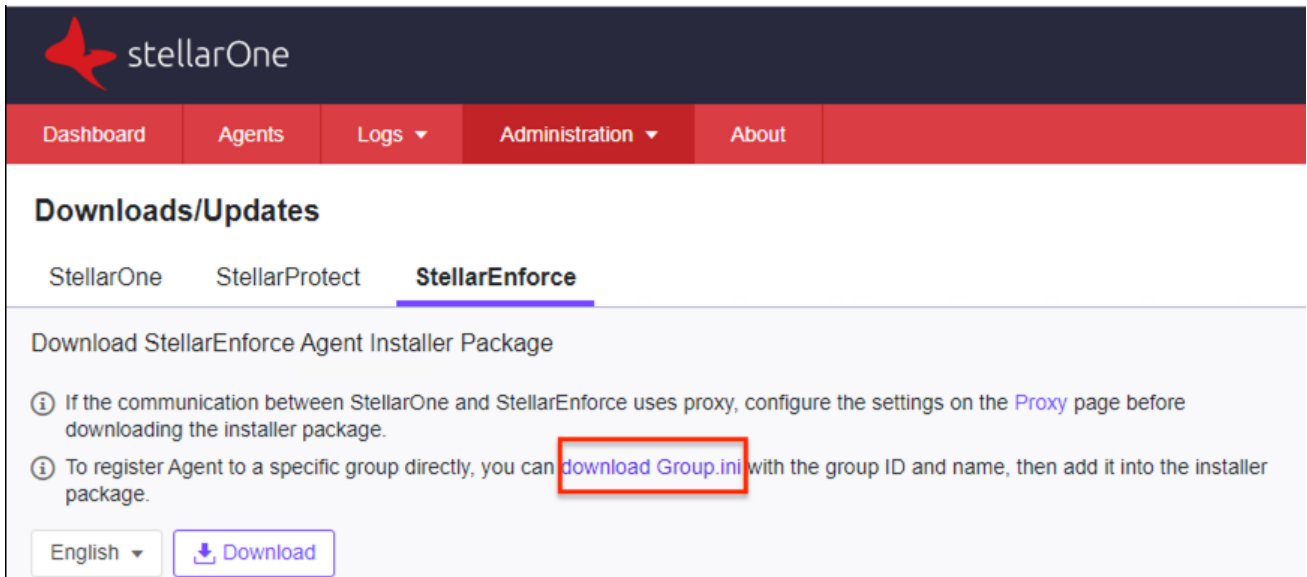 stellarOne
Dashboard Agents Logs Administration About
Downloads/Updates
StellarOne StellarProtect StellarEnforce
Download StellarEnforce Agent Installer Package
If the communication between StellarOne and StellarEnforce uses proxy, configure the settings on the Proxy page before
downloading the installer package.
To register Agent to a specific group directly, you can download Group.ini with the group ID and name, then add it into the installer
package.
English Download